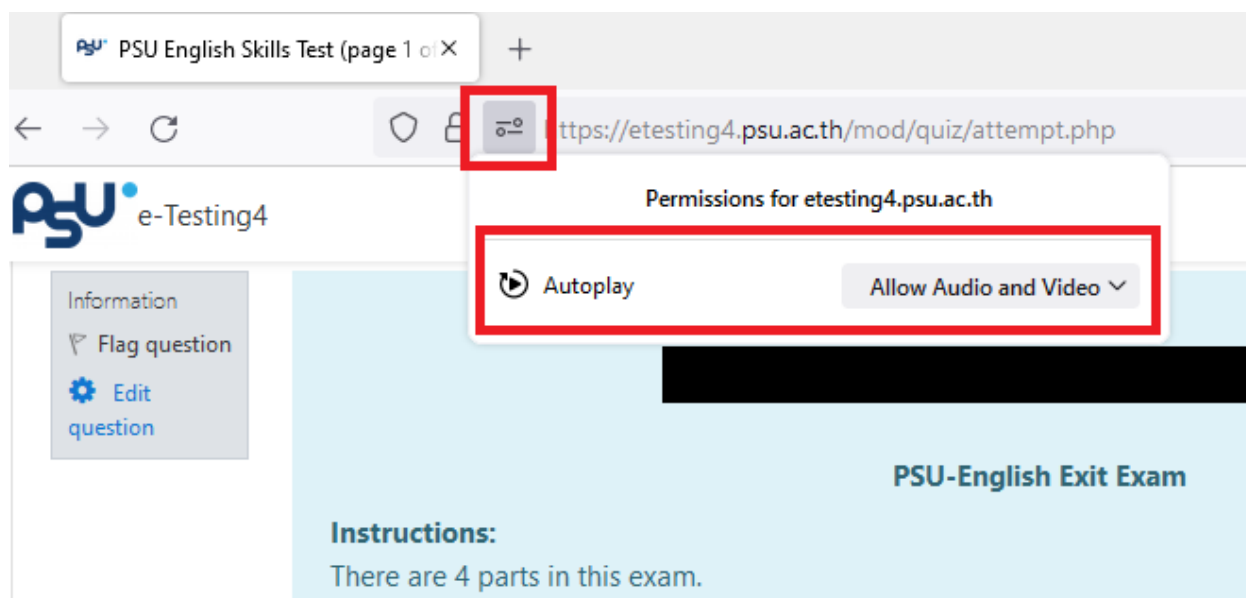 PSU PSU English Skills Test (page 1 of
https://etesting4.psu.ac.th/mod/quiz/attempt.php
Permissions for etesting4.psu.ac.th
PSU e-Testing4
Autoplay Allow Audio and Video
Information
Flag question
Edit
question
PSU-English Exit Exam
Instructions:
There are 4 parts in this exam.